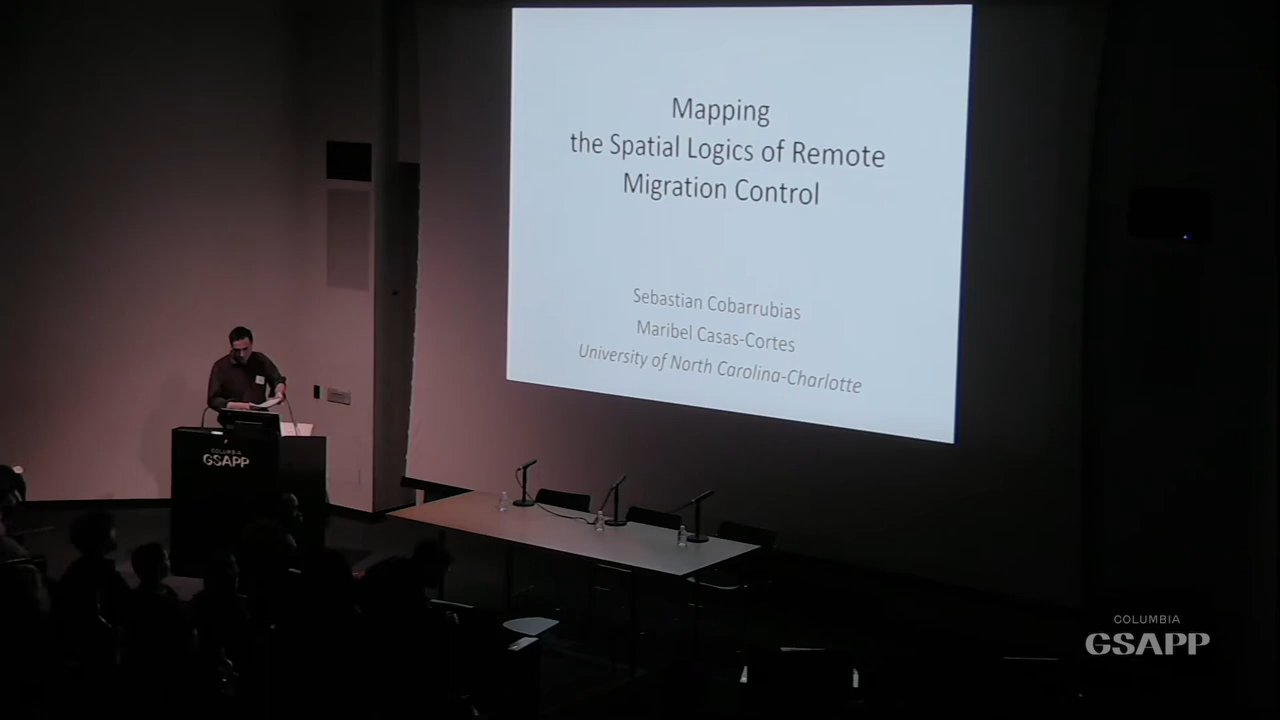 Mapping
the Spatial Logics of Remote
Migration Control
Sebastian Cobarrubias
Maribel Casas-Cortes
University of North Carolina-Charlotte
COLUMBIA
GSAPP
COLUMBIA
GSAPP